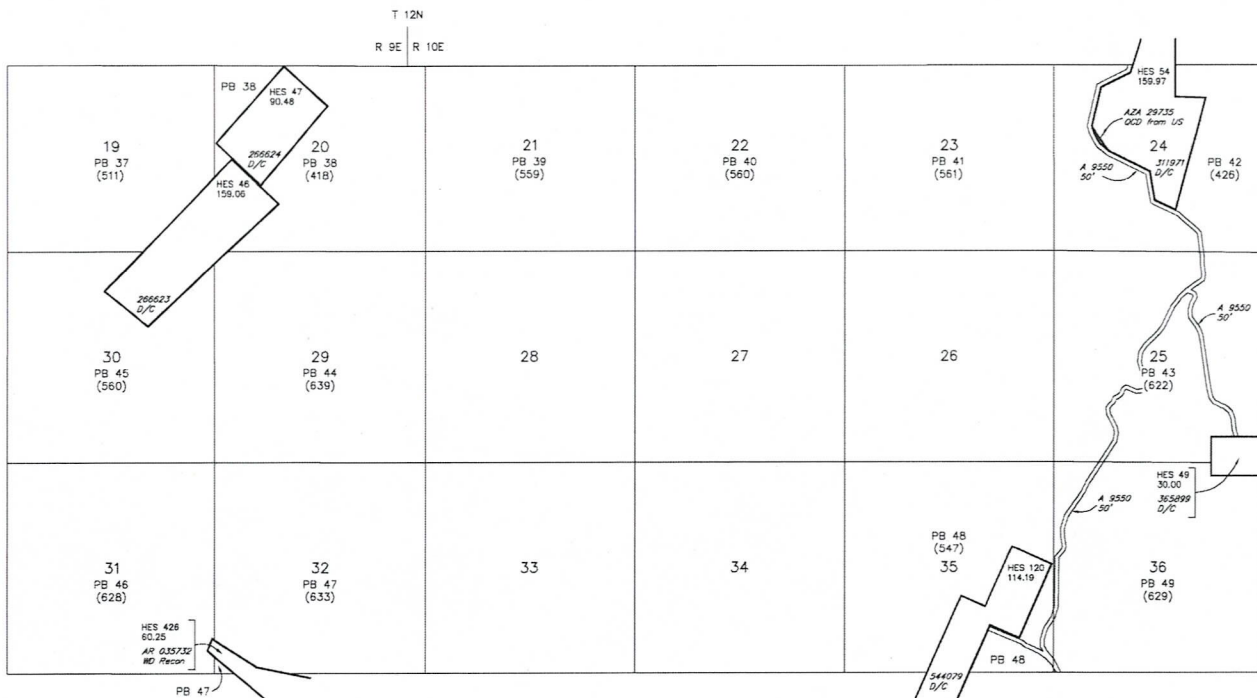 T 12N
R 9E R 10E
19
PB 37
(511)
PB 38
HES 47
90.48
266624
D/C
20
PB 38
(418)
HES 46
159.06
266623
D/C
21
PB 39
(559)
22
PB 40
(560)
23
PB 41
(561)
HES 54
159.97
AZA 29735
QCD from US
A 9550
50'
24
311971
D/C
PB 42
(426)
30
PB 45
(560)
29
PB 44
(639)
28
27
26
A 9550
50'
25
PB 43
(622)
HES 49
30.00
365899
D/C
A 9550
50'
31
PB 46
(628)
32
PB 47
(633)
33
34
PB 48
(547)
35
HES 120
114.19
36
PB 49
(629)
HES 426
60.25
AR 035732
WD Recon
PB 47
PB 48
544079
D/C